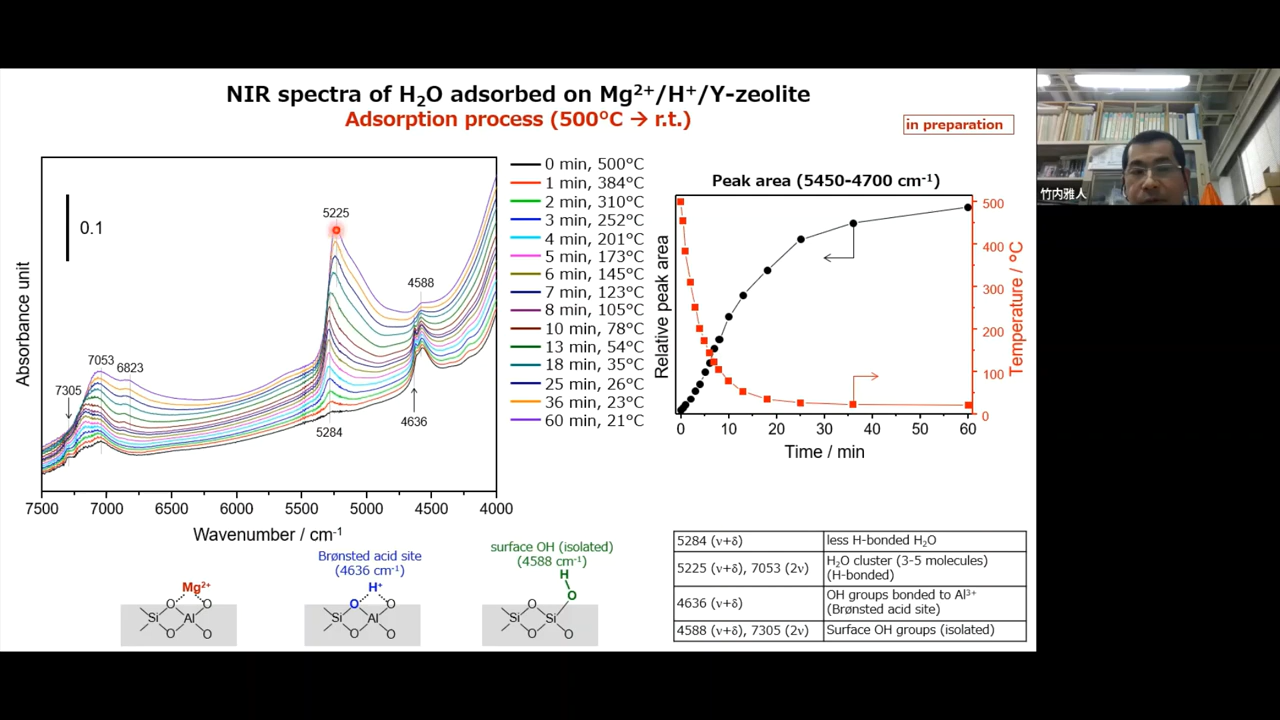 NIR spectra of H₂O adsorbed on Mg²⁺/H⁺/Y-zeolite
Adsorption process (500°C → r.t.)
in preparation
竹内雅人
Absorbance unit
0.1
5225
4588
7053
6823
7305
5284
4636
7500 7000 6500 6000 5500 5000 4500 4000
Wavenumber / cm⁻¹
0 min, 500°C
1 min, 384°C
2 min, 310°C
3 min, 252°C
4 min, 201°C
5 min, 173°C
6 min, 145°C
7 min, 123°C
8 min, 105°C
10 min, 78°C
13 min, 54°C
18 min, 35°C
25 min, 26°C
36 min, 23°C
60 min, 21°C
Peak area (5450-4700 cm⁻¹)
Relative peak area
500
400
300
200
100
0
Temperature / °C
0 10 20 30 40 50 60
Time / min
Mg²⁺
O O
Si Al
O O
Brønsted acid site
(4636 cm⁻¹)
H⁺
O O
Si Al
O O
surface OH (isolated)
(4588 cm⁻¹)
H
O
O
Si Si
O O
5284 (ν+δ) less H-bonded H₂O
5225 (ν+δ), 7053 (2ν) H₂O cluster (3-5 molecules)
(H-bonded)
4636 (ν+δ) OH groups bonded to Al³⁺
(Brønsted acid site)
4588 (ν+δ), 7305 (2ν) Surface OH groups (isolated)